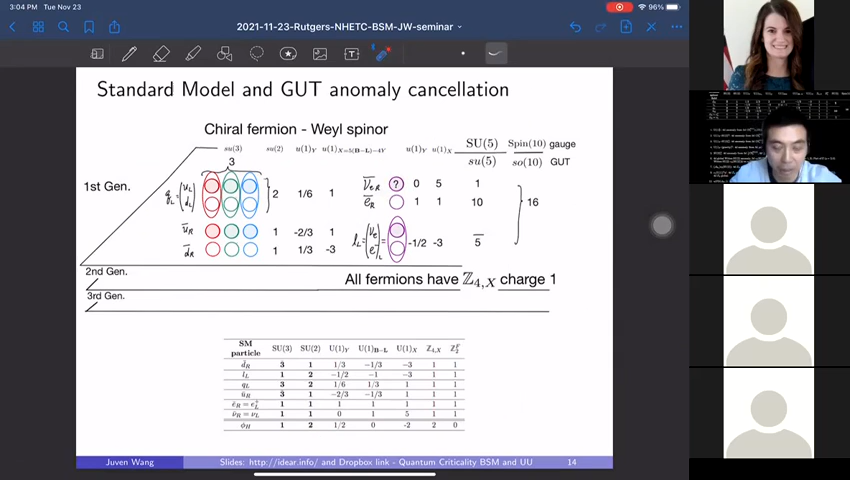 3:04 PM Tue Nov 23
96%
2021-11-23-Rutgers-NHETC-BSM-JW-seminar
Standard Model and GUT anomaly cancellation
Chiral fermion - Weyl spinor
su(3) su(2) u(1)Y u(1)X=5(B−L)−4Y u(1)Y u(1)X SU(5) Spin(10) gauge
su(5) so(10) GUT
3
1st Gen.
qL=(uL dL) 2 1/6 1 ν̄eR ? 0 5 1
ēR 1 1 10 16
ūR 1 -2/3 1 lL=(νe e)L= -1/2 -3 5̄
d̄R 1 1/3 -3
2nd Gen.
All fermions have ℤ4,X charge 1
3rd Gen.
SM particle SU(3) SU(2) U(1)Y U(1)B−L U(1)X ℤ4,X ℤ2F
d̄R 3̄ 1 1/3 −1/3 −3 1 1
lL 1 2 −1/2 −1 −3 1 1
qL 3 2 1/6 1/3 1 1 1
ūR 3̄ 1 −2/3 −1/3 1 1 1
ēR = e+L 1 1 1 1 1 1 1
ν̄R = νL 1 1 0 1 5 1 1
ϕH 1 2 1/2 0 -2 2 0
Juven Wang Slides: http://idear.info/ and Dropbox link - Quantum Criticality BSM and UU 14